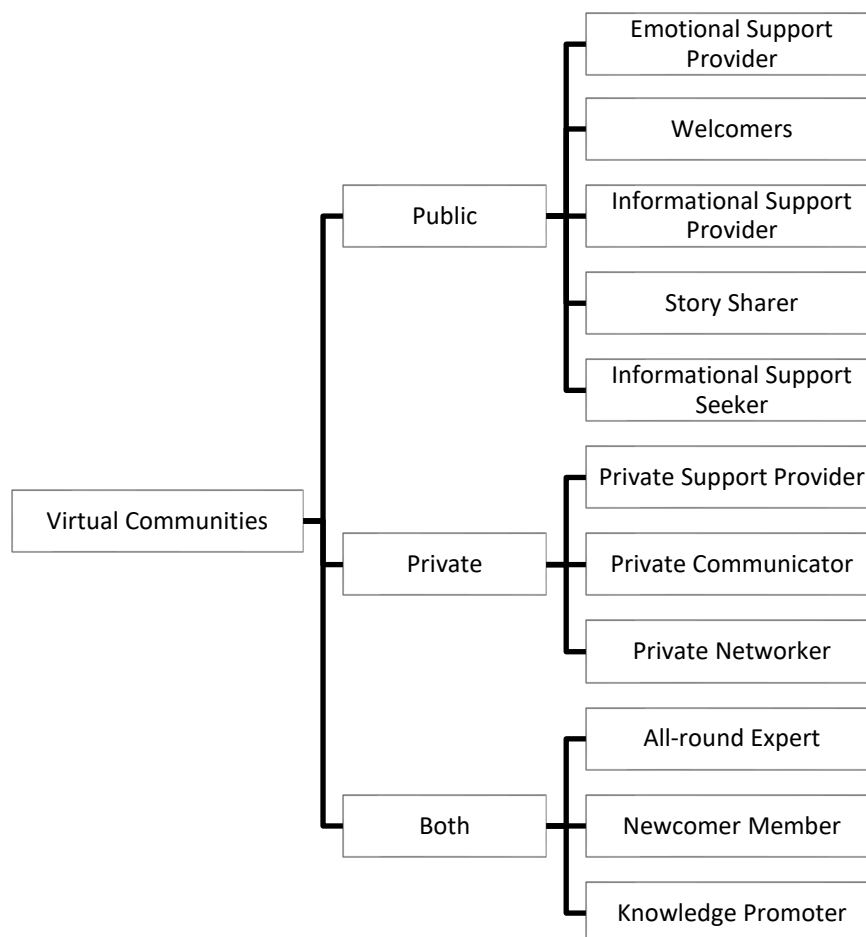 Emotional Support
Provider
Welcomers
Public
Informational Support
Provider
Story Sharer
Informational Support
Seeker
Private Support Provider
Virtual Communities
Private
Private Communicator
Private Networker
All-round Expert
Both
Newcomer Member
Knowledge Promoter